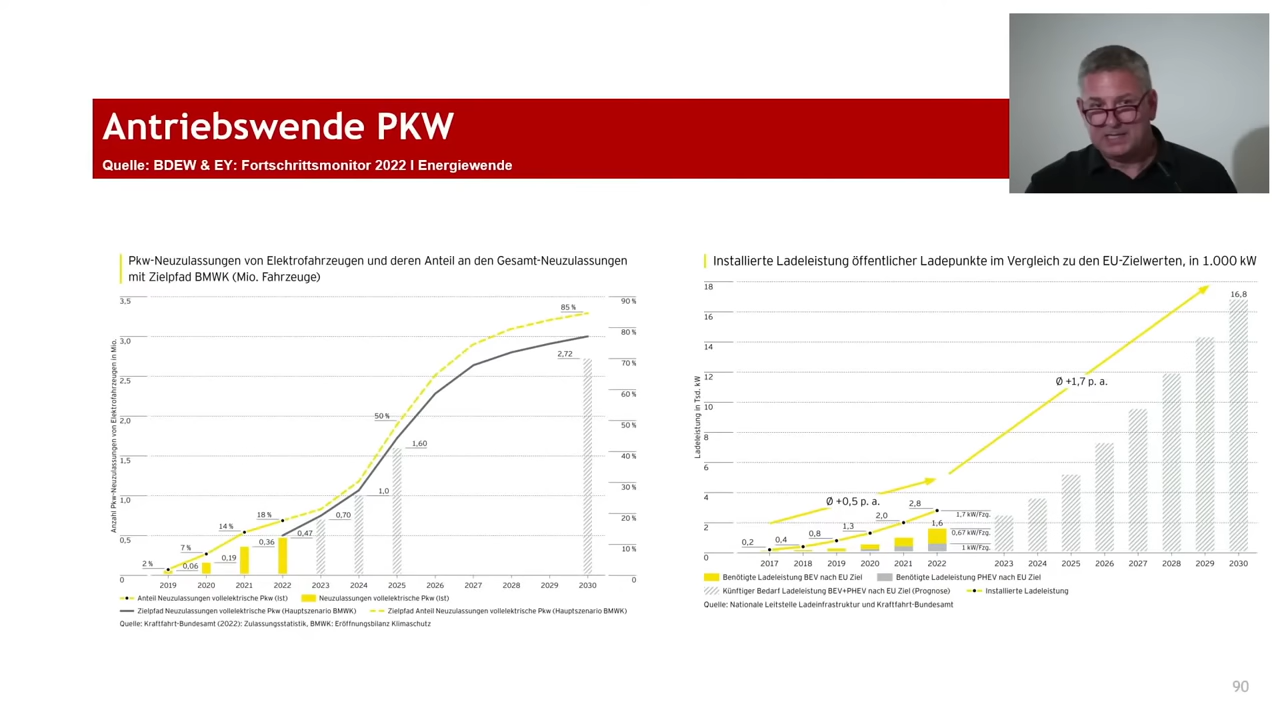 Antriebswende PKW
Quelle: BDEW & EY: Fortschrittsmonitor 2022 I Energiewende
Pkw-Neuzulassungen von Elektrofahrzeugen und deren Anteil an den Gesamt-Neuzulassungen
mit Zielpfad BMWK (Mio. Fahrzeuge)
Anzahl Pkw-Neuzulassungen von Elektrofahrzeugen in Mio.
3,5
3,0
2,5
2,0
1,5
1,0
0,5
0
90 %
80 %
70 %
60 %
50 %
40 %
30 %
20 %
10 %
0
2 %
7 %
14 %
18 %
50 %
85 %
0,06
0,19
0,36
0,47
0,70
1,0
1,60
2,72
2019 2020 2021 2022 2023 2024 2025 2026 2027 2028 2029 2030
Anteil Neuzulassungen vollelektrische Pkw (Ist) Neuzulassungen vollelektrische Pkw (Ist)
Zielpfad Neuzulassungen vollelektrische Pkw (Hauptszenario BMWK) Zielpfad Anteil Neuzulassungen vollelektrische Pkw (Hauptszenario BMWK)
Quelle: Kraftfahrt-Bundesamt (2022): Zulassungsstatistik, BMWK: Eröffnungsbilanz Klimaschutz
Installierte Ladeleistung öffentlicher Ladepunkte im Vergleich zu den EU-Zielwerten, in 1.000 kW
Ladeleistung in Tsd. kW
18
16
14
12
10
8
6
4
2
0
16,8
Ø +1,7 p. a.
Ø +0,5 p. a.
0,2
0,4
0,8
1,3
2,0
2,8
1,6
1,7 kW/Fzg.
0,67 kW/Fzg.
1 kW/Fzg.
2017 2018 2019 2020 2021 2022 2023 2024 2025 2026 2027 2028 2029 2030
Benötigte Ladeleistung BEV nach EU Ziel Benötigte Ladeleistung PHEV nach EU Ziel
Künftiger Bedarf Ladeleistung BEV+PHEV nach EU Ziel (Prognose) Installierte Ladeleistung
Quelle: Nationale Leitstelle Ladeinfrastruktur und Kraftfahrt-Bundesamt
90